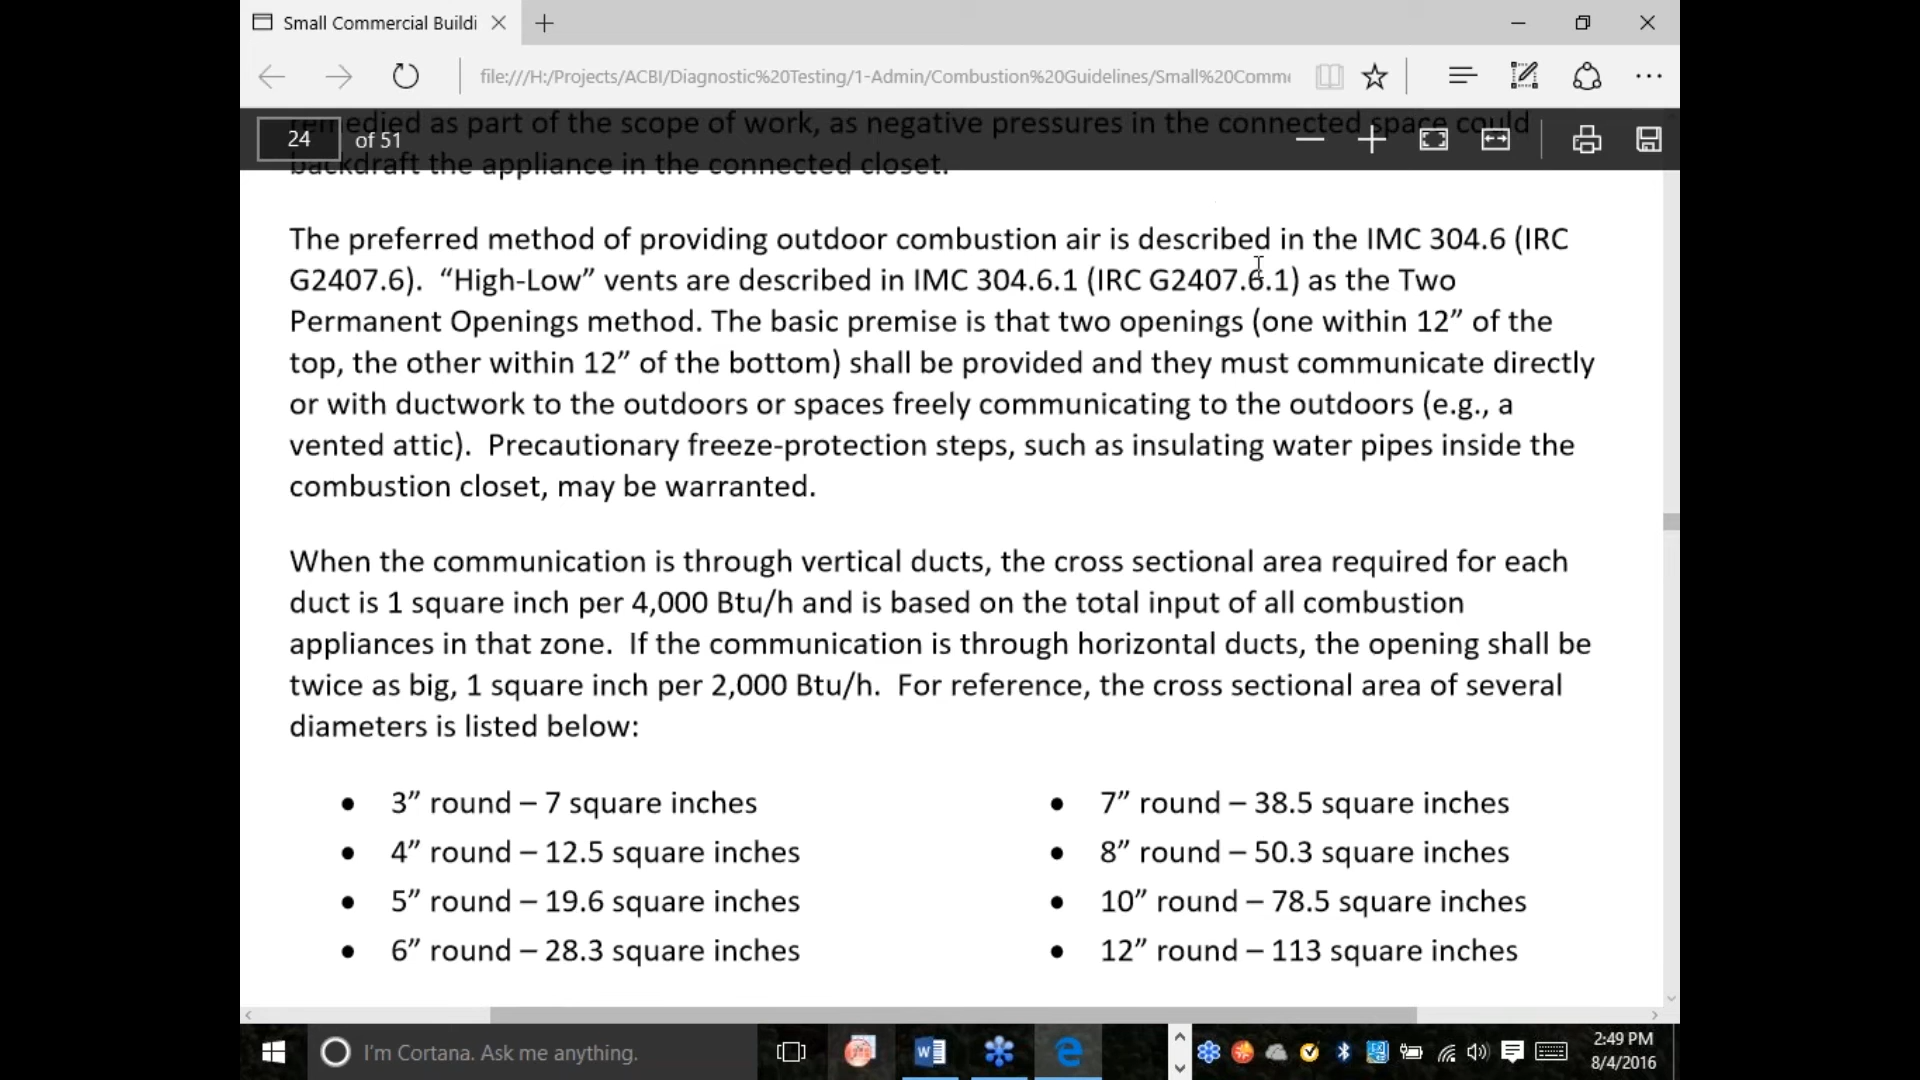 Small Commercial Buildi
file:///H:/Projects/ACBI/Diagnostic%20Testing/1-Admin/Combustion%20Guidelines/Small%20Comme
remedied as part of the scope of work, as negative pressures in the connected space could
24 of 51
backdraft the appliance in the connected closet.
The preferred method of providing outdoor combustion air is described in the IMC 304.6 (IRC
G2407.6). “High-Low” vents are described in IMC 304.6.1 (IRC G2407.6.1) as the Two
Permanent Openings method. The basic premise is that two openings (one within 12” of the
top, the other within 12” of the bottom) shall be provided and they must communicate directly
or with ductwork to the outdoors or spaces freely communicating to the outdoors (e.g., a
vented attic). Precautionary freeze-protection steps, such as insulating water pipes inside the
combustion closet, may be warranted.
When the communication is through vertical ducts, the cross sectional area required for each
duct is 1 square inch per 4,000 Btu/h and is based on the total input of all combustion
appliances in that zone. If the communication is through horizontal ducts, the opening shall be
twice as big, 1 square inch per 2,000 Btu/h. For reference, the cross sectional area of several
diameters is listed below:
• 3” round – 7 square inches
• 4” round – 12.5 square inches
• 5” round – 19.6 square inches
• 6” round – 28.3 square inches
• 7” round – 38.5 square inches
• 8” round – 50.3 square inches
• 10” round – 78.5 square inches
• 12” round – 113 square inches
I'm Cortana. Ask me anything.
2:49 PM
8/4/2016